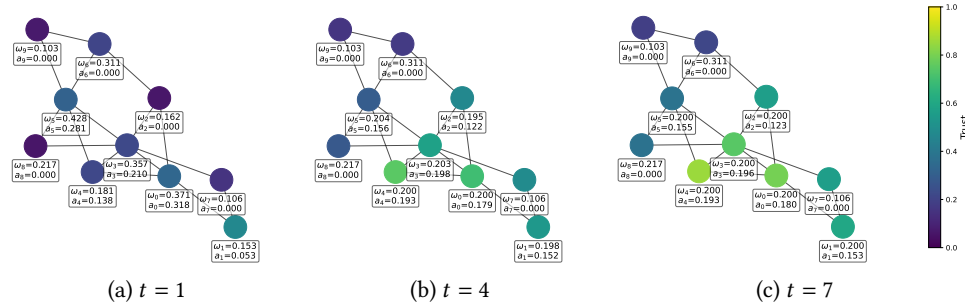 ω₉=0.103
a₉=0.000
ω₆=0.311
a₆=0.000
ω₅=0.428
a₅=0.281
ω₂=0.162
a₂=0.000
ω₈=0.217
a₈=0.000
ω₃=0.357
a₃=0.210
ω₄=0.181
a₄=0.138
ω₀=0.371
a₀=0.318
ω₇=0.106
a₇=0.000
ω₁=0.153
a₁=0.053
(a) t = 1
ω₉=0.103
a₉=0.000
ω₆=0.311
a₆=0.000
ω₅=0.204
a₅=0.156
ω₂=0.195
a₂=0.122
ω₈=0.217
a₈=0.000
ω₃=0.203
a₃=0.198
ω₄=0.200
a₄=0.193
ω₀=0.200
a₀=0.179
ω₇=0.106
a₇=0.000
ω₁=0.198
a₁=0.152
(b) t = 4
ω₉=0.103
a₉=0.000
ω₆=0.311
a₆=0.000
ω₅=0.200
a₅=0.155
ω₂=0.200
a₂=0.123
ω₈=0.217
a₈=0.000
ω₃=0.200
a₃=0.196
ω₄=0.200
a₄=0.193
ω₀=0.200
a₀=0.180
ω₇=0.106
a₇=0.000
ω₁=0.200
a₁=0.153
(c) t = 7
1.0
0.8
0.6
Trust
0.4
0.2
0.0